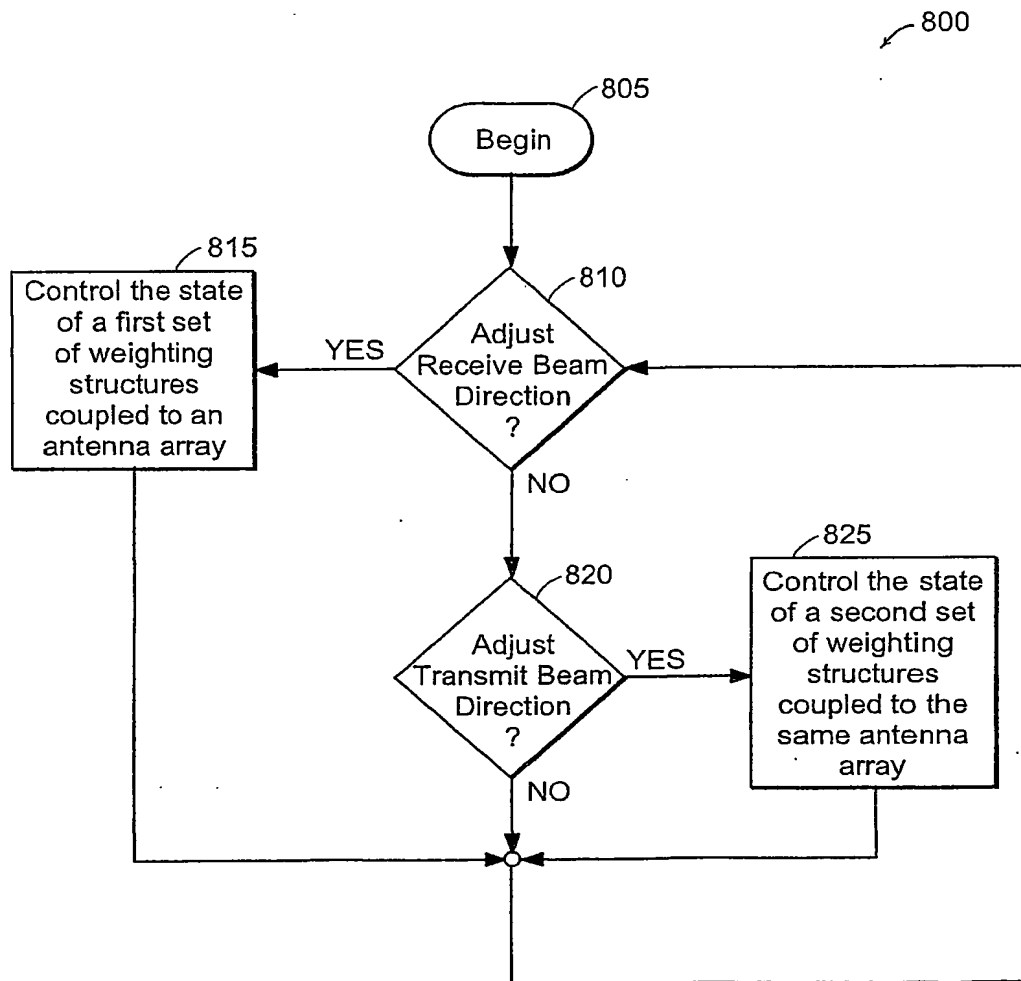 800
805
Begin
815
Control the state
of a first set
of weighting
structures
coupled to an
antenna array
YES
810
Adjust
Receive Beam
Direction
?
NO
820
Adjust
Transmit Beam
Direction
?
YES
NO
825
Control the state
of a second set
of weighting
structures
coupled to the
same antenna
array